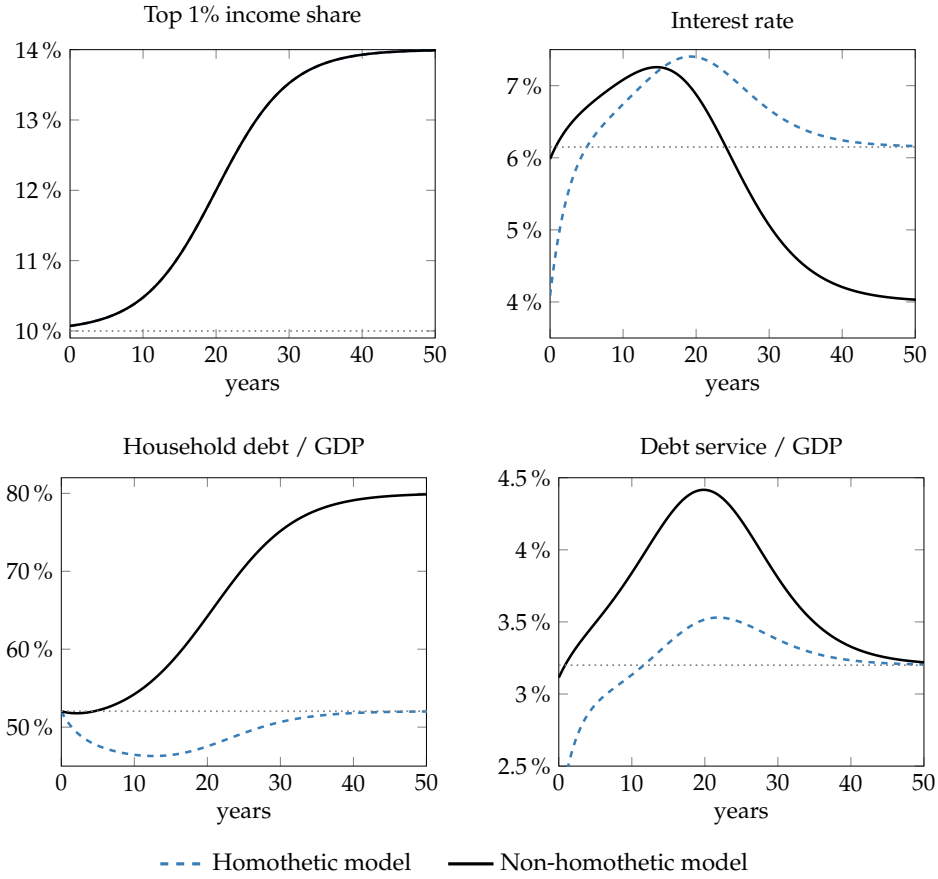 Top 1% income share
14 %
13 %
12 %
11 %
10 %
0 10 20 30 40 50
years
Interest rate
7 %
6 %
5 %
4 %
0 10 20 30 40 50
years
Household debt / GDP
80 %
70 %
60 %
50 %
0 10 20 30 40 50
years
Debt service / GDP
4.5 %
4 %
3.5 %
3 %
2.5 %
0 10 20 30 40 50
years
Homothetic model Non-homothetic model